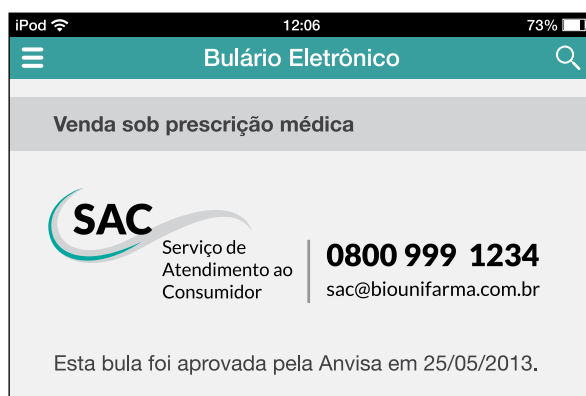 iPod 12:06 73%
Bulário Eletrônico
Venda sob prescrição médica
SAC
Serviço de
Atendimento ao
Consumidor
0800 999 1234
sac@biounifarma.com.br
Esta bula foi aprovada pela Anvisa em 25/05/2013.